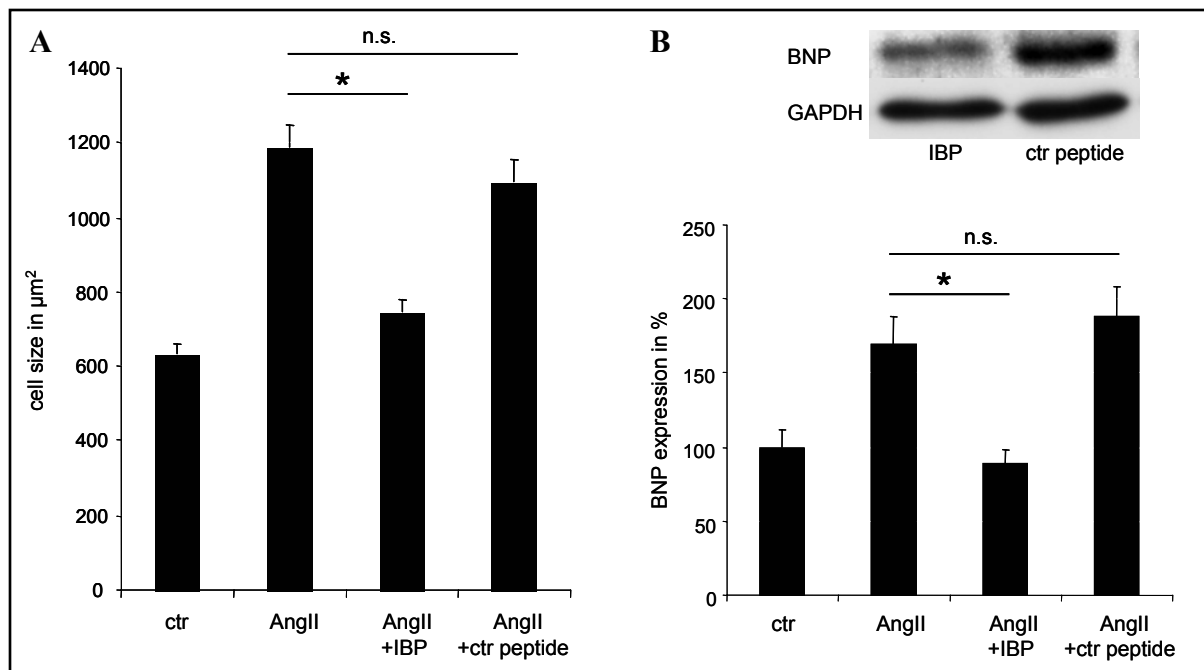 A
n.s.
*
1400
1200
1000
800
600
400
200
0
cell size in µm²
ctr
AngII
AngII
+IBP
AngII
+ctr peptide
B
BNP
GAPDH
IBP
ctr peptide
n.s.
*
250
200
150
100
50
0
BNP expression in %
ctr
AngII
AngII
+IBP
AngII
+ctr peptide